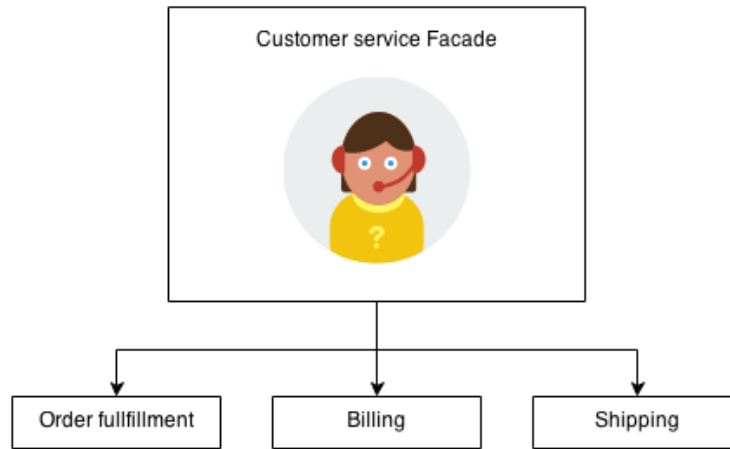 Customer service Facade
?
Order fullfillment
Billing
Shipping